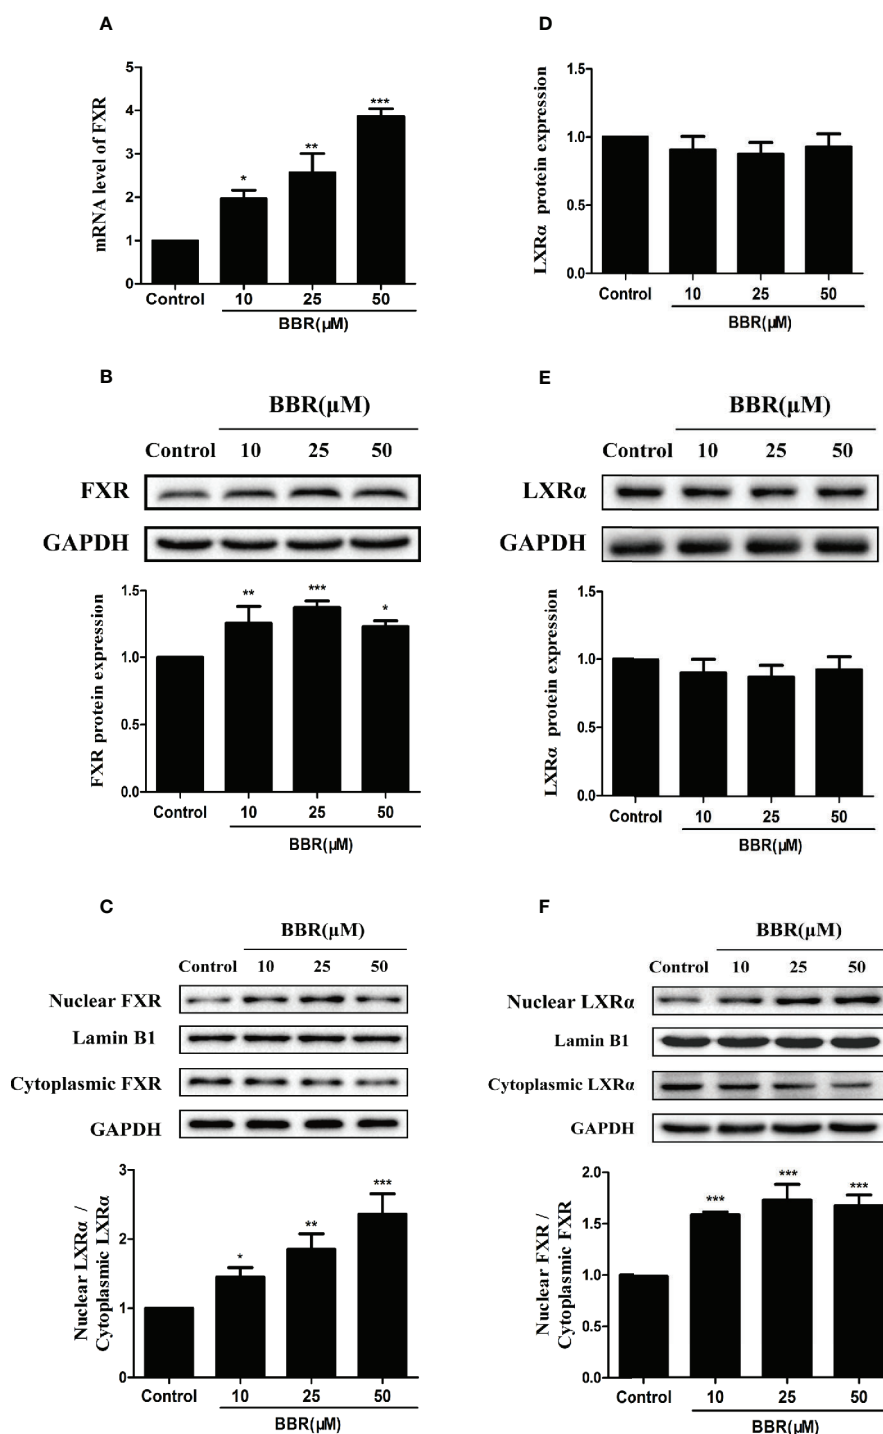 A
mRNA level of FXR
5
4
3
2
1
0
*
**
***
Control 10 25 50
BBR(µM)
D
LXRα protein expression
1.5
1.0
0.5
0.0
Control 10 25 50
BBR(µM)
B
BBR(µM)
Control 10 25 50
FXR
GAPDH
FXR protein expression
1.5
1.0
0.5
0.0
**
***
*
Control 10 25 50
BBR(µM)
E
BBR(µM)
Control 10 25 50
LXRα
GAPDH
LXRα protein expression
1.5
1.0
0.5
0.0
Control 10 25 50
BBR(µM)
C
BBR(µM)
Control 10 25 50
Nuclear FXR
Lamin B1
Cytoplasmic FXR
GAPDH
Nuclear LXRα /
Cytoplasmic LXRα
3
2
1
0
*
**
***
Control 10 25 50
BBR(µM)
F
BBR(µM)
Control 10 25 50
Nuclear LXRα
Lamin B1
Cytoplasmic LXRα
GAPDH
Nuclear FXR /
Cytoplasmic FXR
2.0
1.5
1.0
0.5
0.0
***
***
***
Control 10 25 50
BBR(µM)